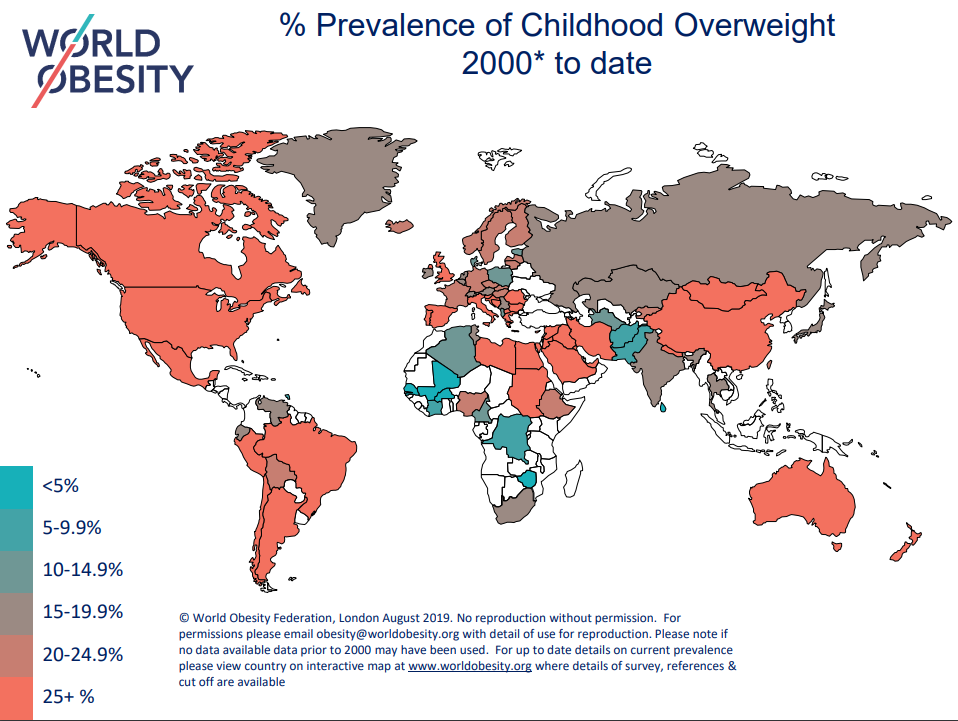 % Prevalence of Childhood Overweight
2000* to date
WORLD
OBESITY
<5%
5-9.9%
10-14.9%
15-19.9%
20-24.9%
25+ %
© World Obesity Federation, London August 2019. No reproduction without permission.  For
permissions please email obesity@worldobesity.org with detail of use for reproduction. Please note if
no data available data prior to 2000 may have been used.  For up to date details on current prevalence
please view country on interactive map at www.worldobesity.org where details of survey, references &
cut off are available